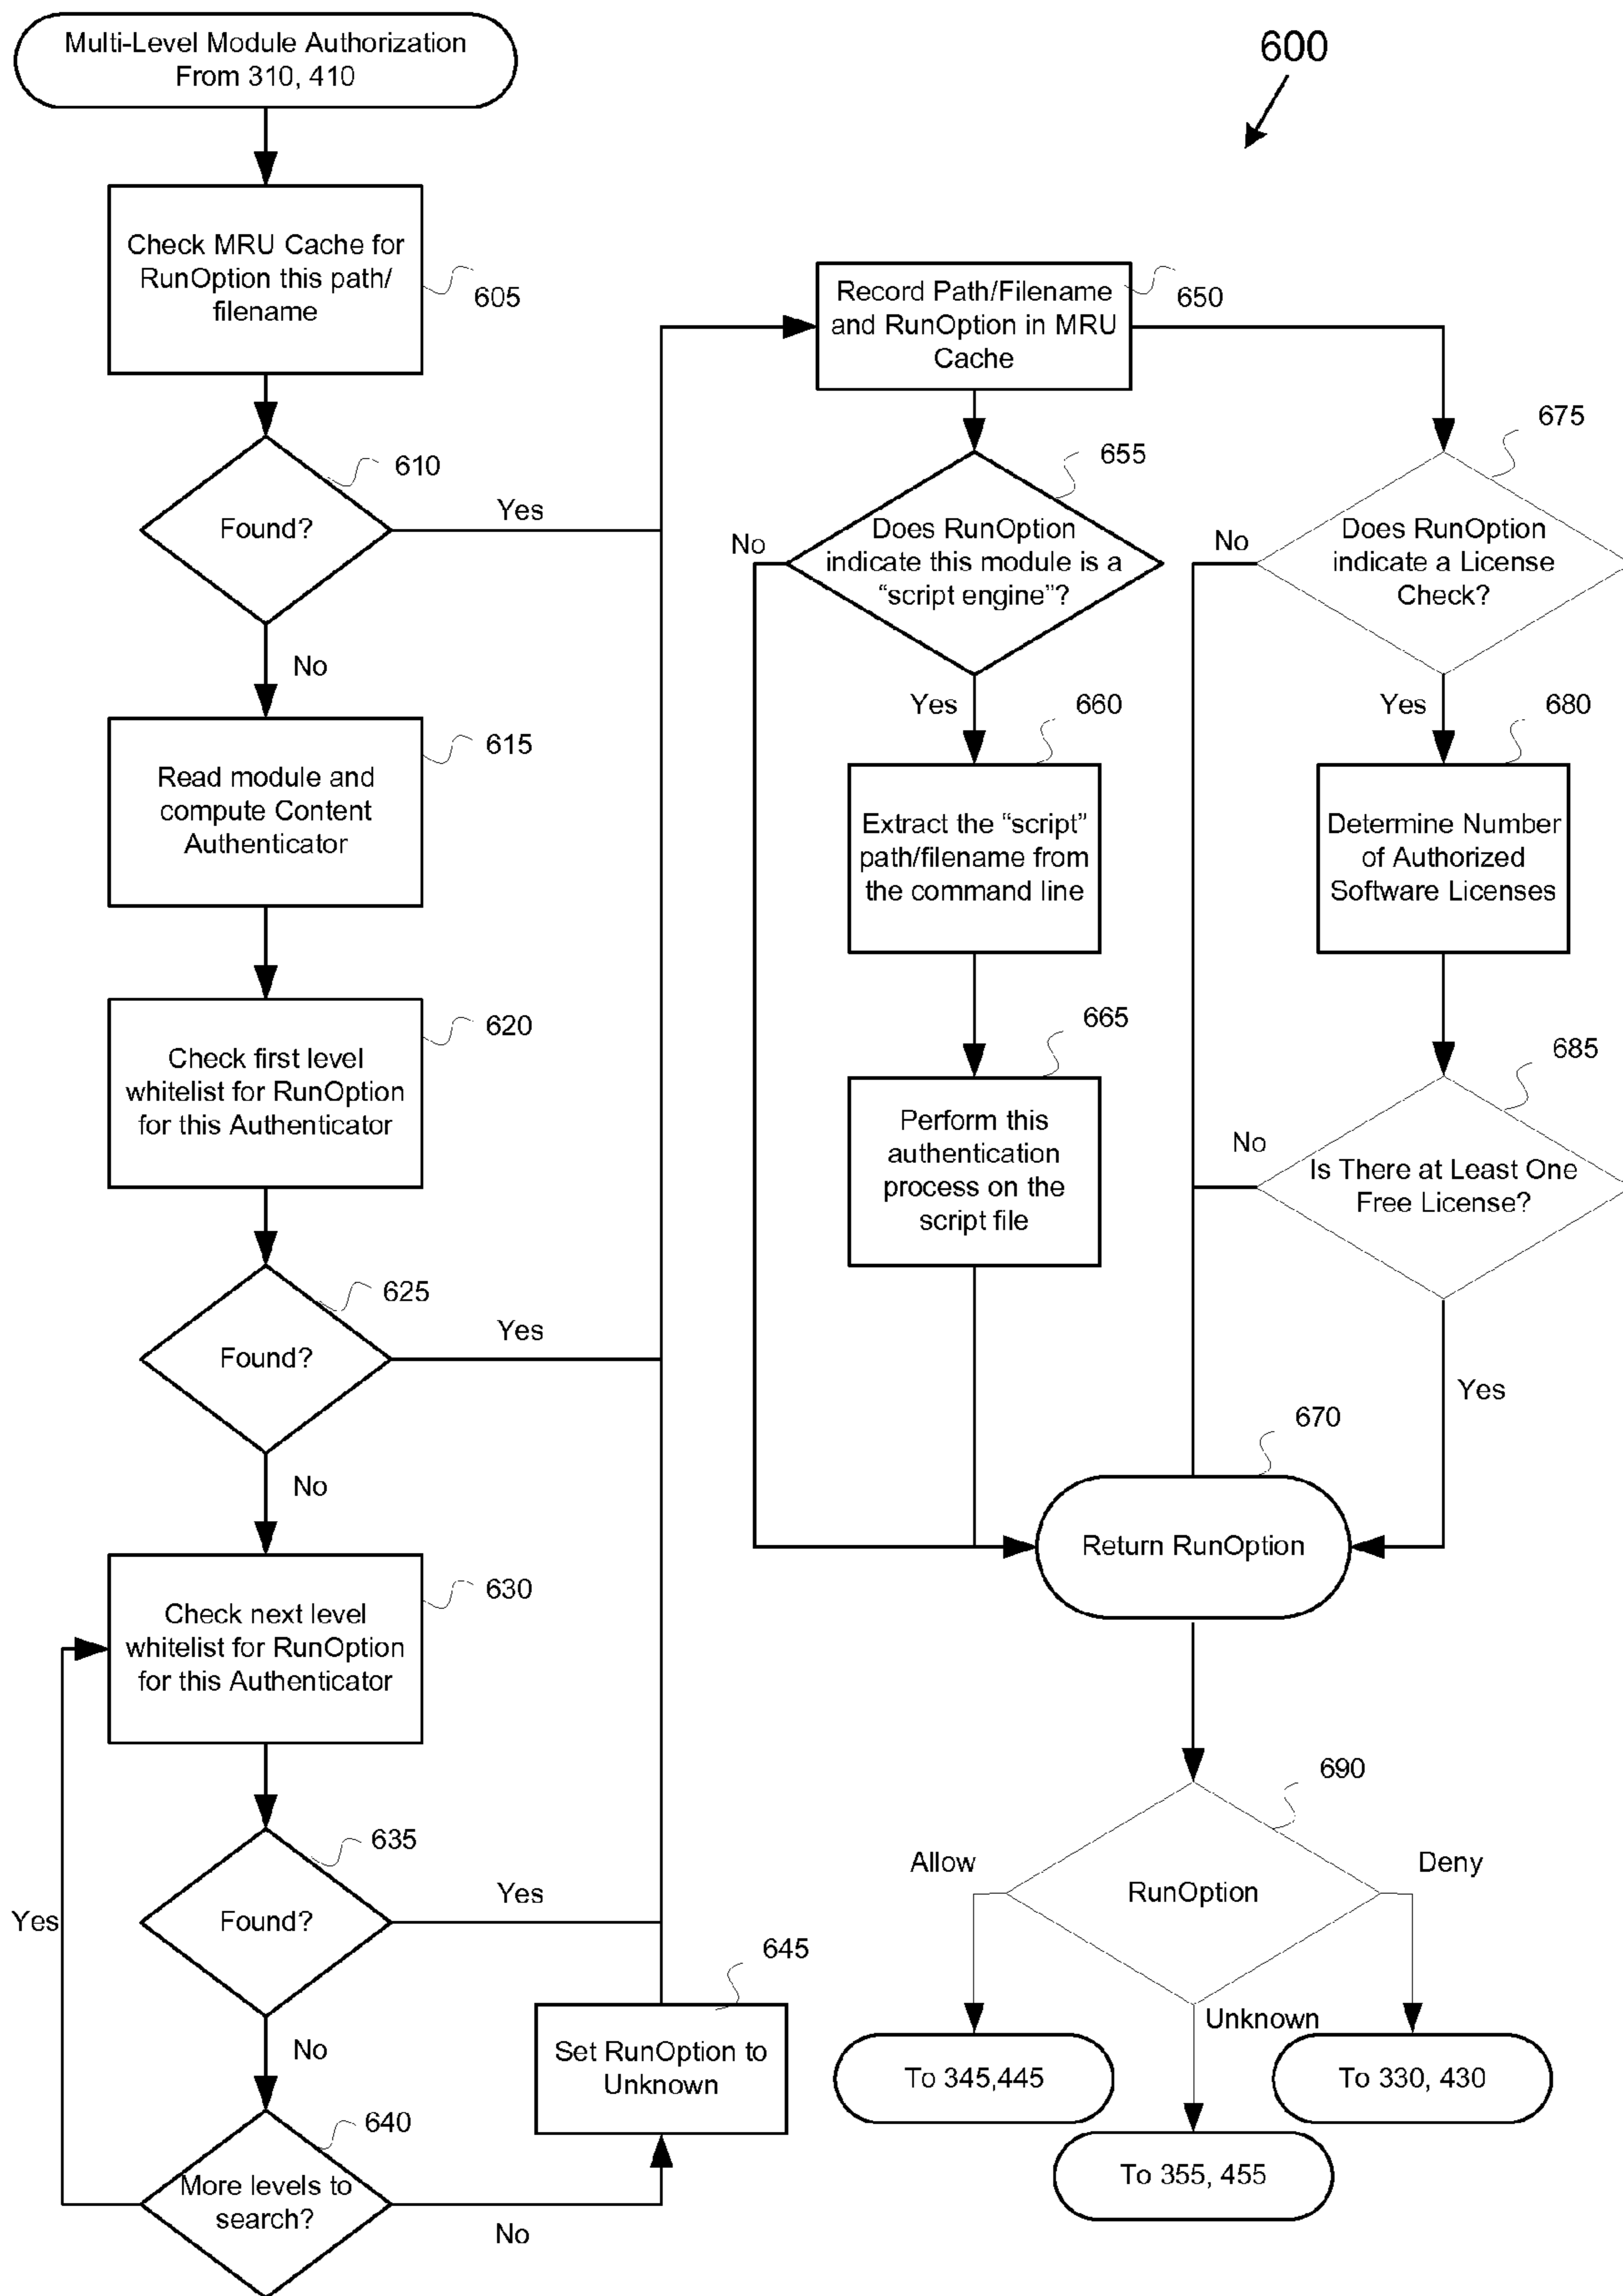 Multi-Level Module Authorization
From 310, 410
600
Check MRU Cache for
RunOption this path/
filename
605
610
Found?
Yes
No
Read module and
compute Content
Authenticator
615
Check first level
whitelist for RunOption
for this Authenticator
620
625
Found?
Yes
No
Check next level
whitelist for RunOption
for this Authenticator
630
635
Found?
Yes
Yes
No
640
More levels to
search?
No
645
Set RunOption to
Unknown
Record Path/Filename
and RunOption in MRU
Cache
650
655
No
Does RunOption
indicate this module is a
“script engine”?
Yes
660
Extract the “script”
path/filename from
the command line
665
Perform this
authentication
process on the
script file
675
No
Does RunOption
indicate a License
Check?
Yes
680
Determine Number
of Authorized
Software Licenses
685
No
Is There at Least One
Free License?
Yes
670
Return RunOption
690
Allow
RunOption
Deny
Unknown
To 345,445
To 355, 455
To 330, 430